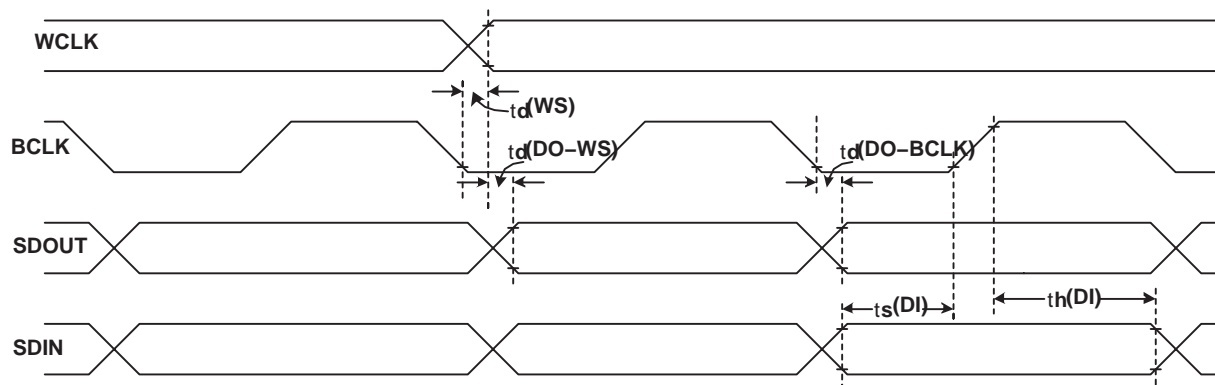 WCLK
td(WS)
BCLK
td(DO−WS)
td(DO−BCLK)
SDOUT
ts(DI)
th(DI)
SDIN